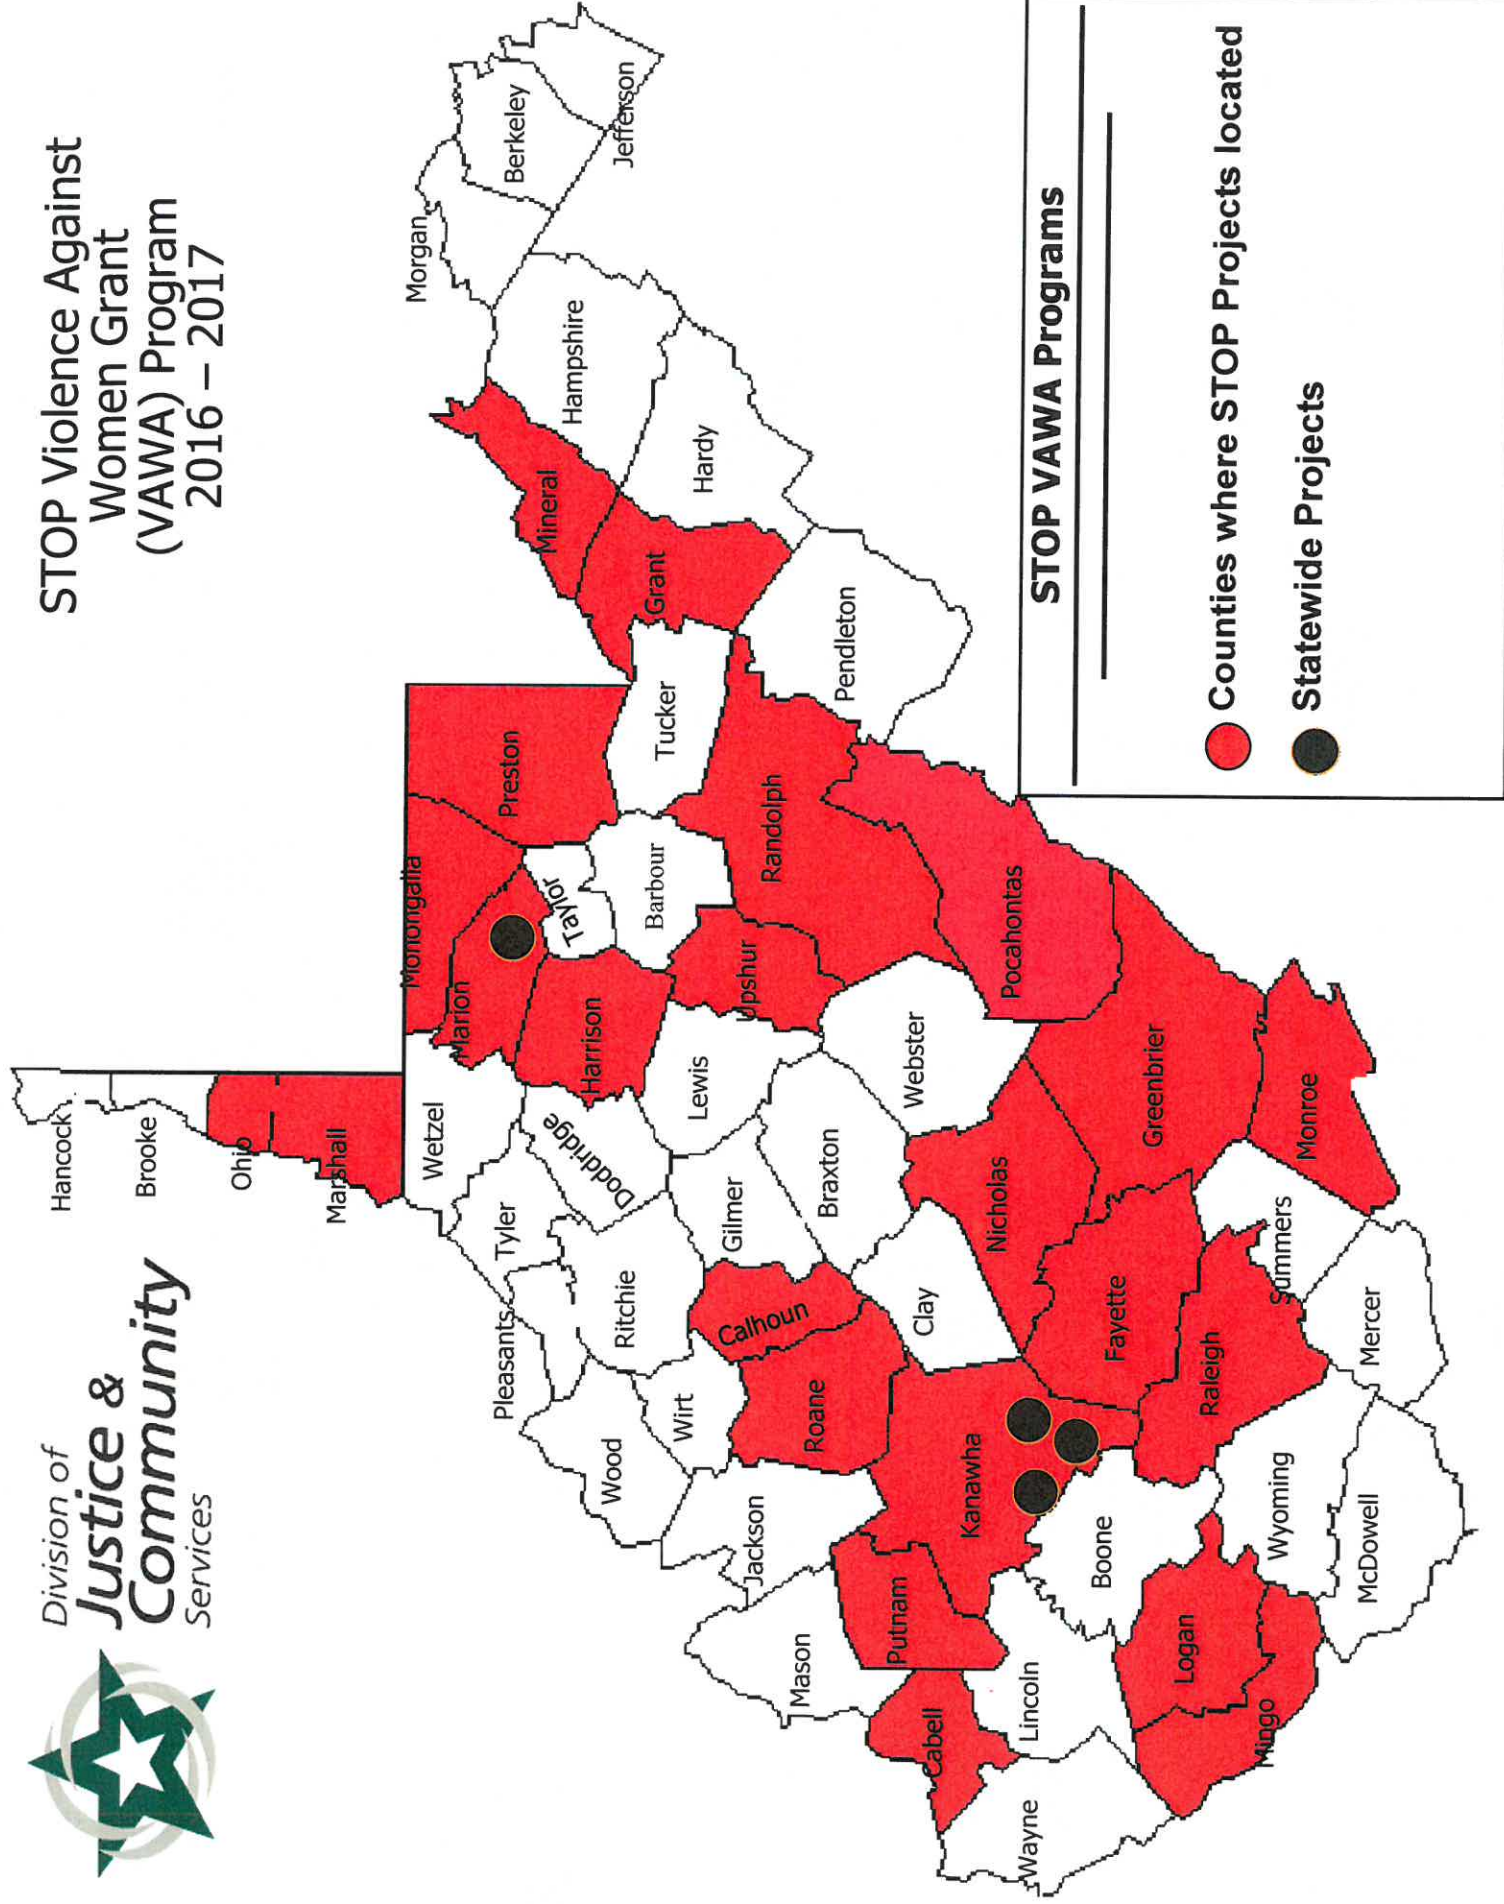 Division of
Justice &
Community
Services
STOP Violence Against
Women Grant
(VAWA) Program
2016 – 2017
Hancock
Brooke
Ohio
Marshall
Wetzel
Monongalia
Marion
Preston
Taylor
Harrison
Doddridge
Tyler
Pleasants
Ritchie
Wood
Wirt
Barbour
Tucker
Grant
Mineral
Hampshire
Morgan
Berkeley
Jefferson
Hardy
Pendleton
Randolph
Upshur
Lewis
Gilmer
Calhoun
Roane
Jackson
Mason
Putnam
Cabell
Wayne
Lincoln
Kanawha
Clay
Braxton
Webster
Pocahontas
Nicholas
Greenbrier
Fayette
Boone
Logan
Mingo
Raleigh
Summers
Monroe
Mercer
Wyoming
McDowell
STOP VAWA Programs
Counties where STOP Projects located
Statewide Projects